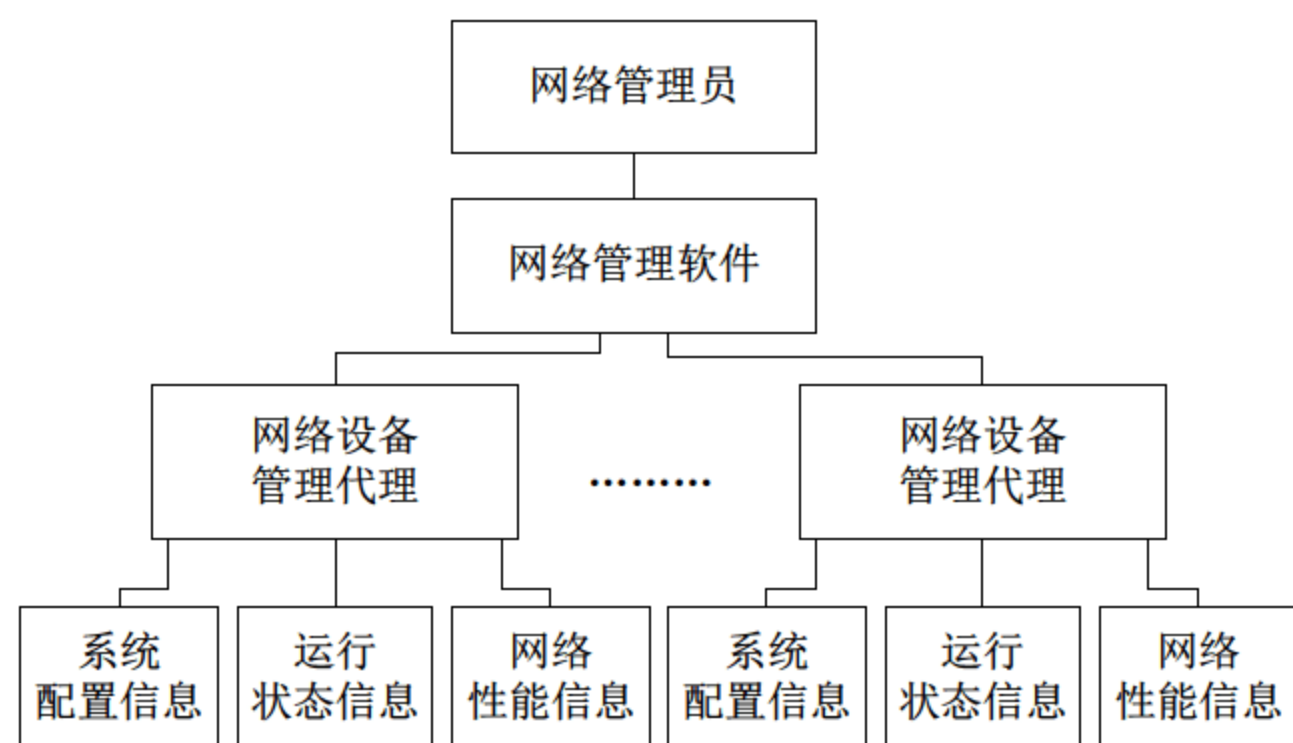 网络管理员
网络管理软件
网络设备
管理代理
………
网络设备
管理代理
系统
配置信息
运行
状态信息
网络
性能信息
系统
配置信息
运行
状态信息
网络
性能信息